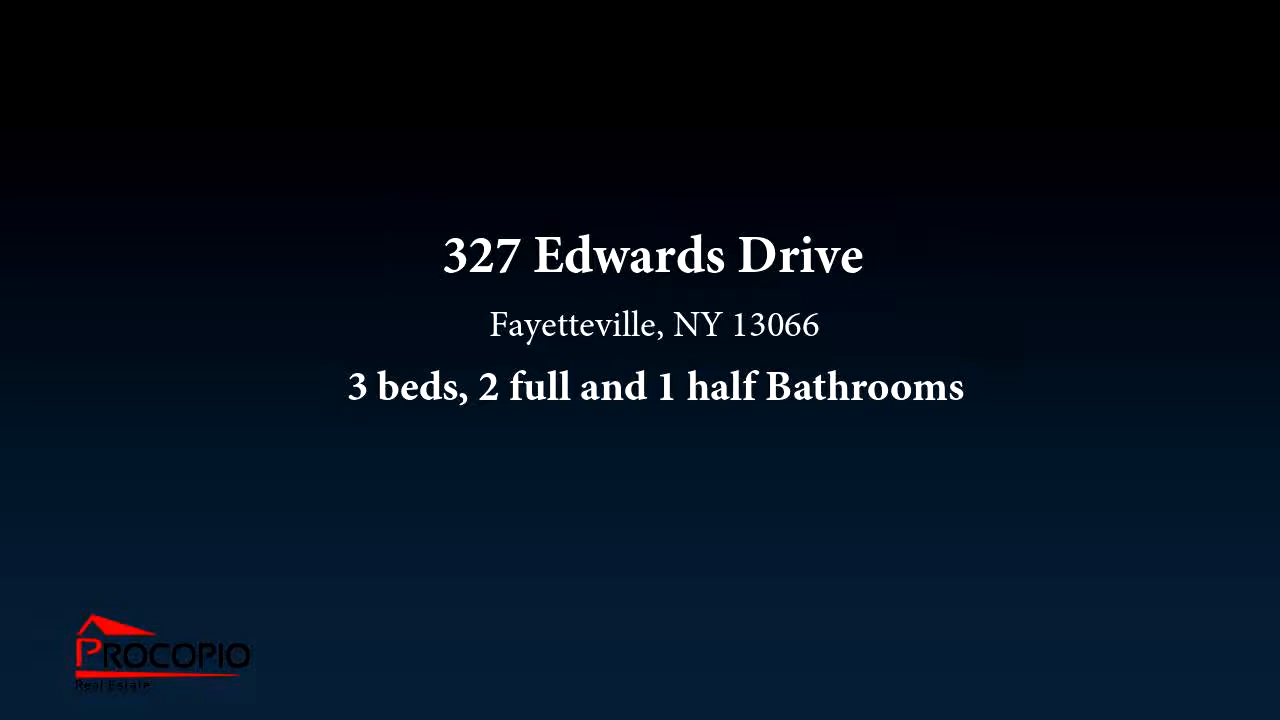 327 Edwards Drive
Fayetteville, NY 13066
3 beds, 2 full and 1 half Bathrooms
PROCOPIO
Real Estate